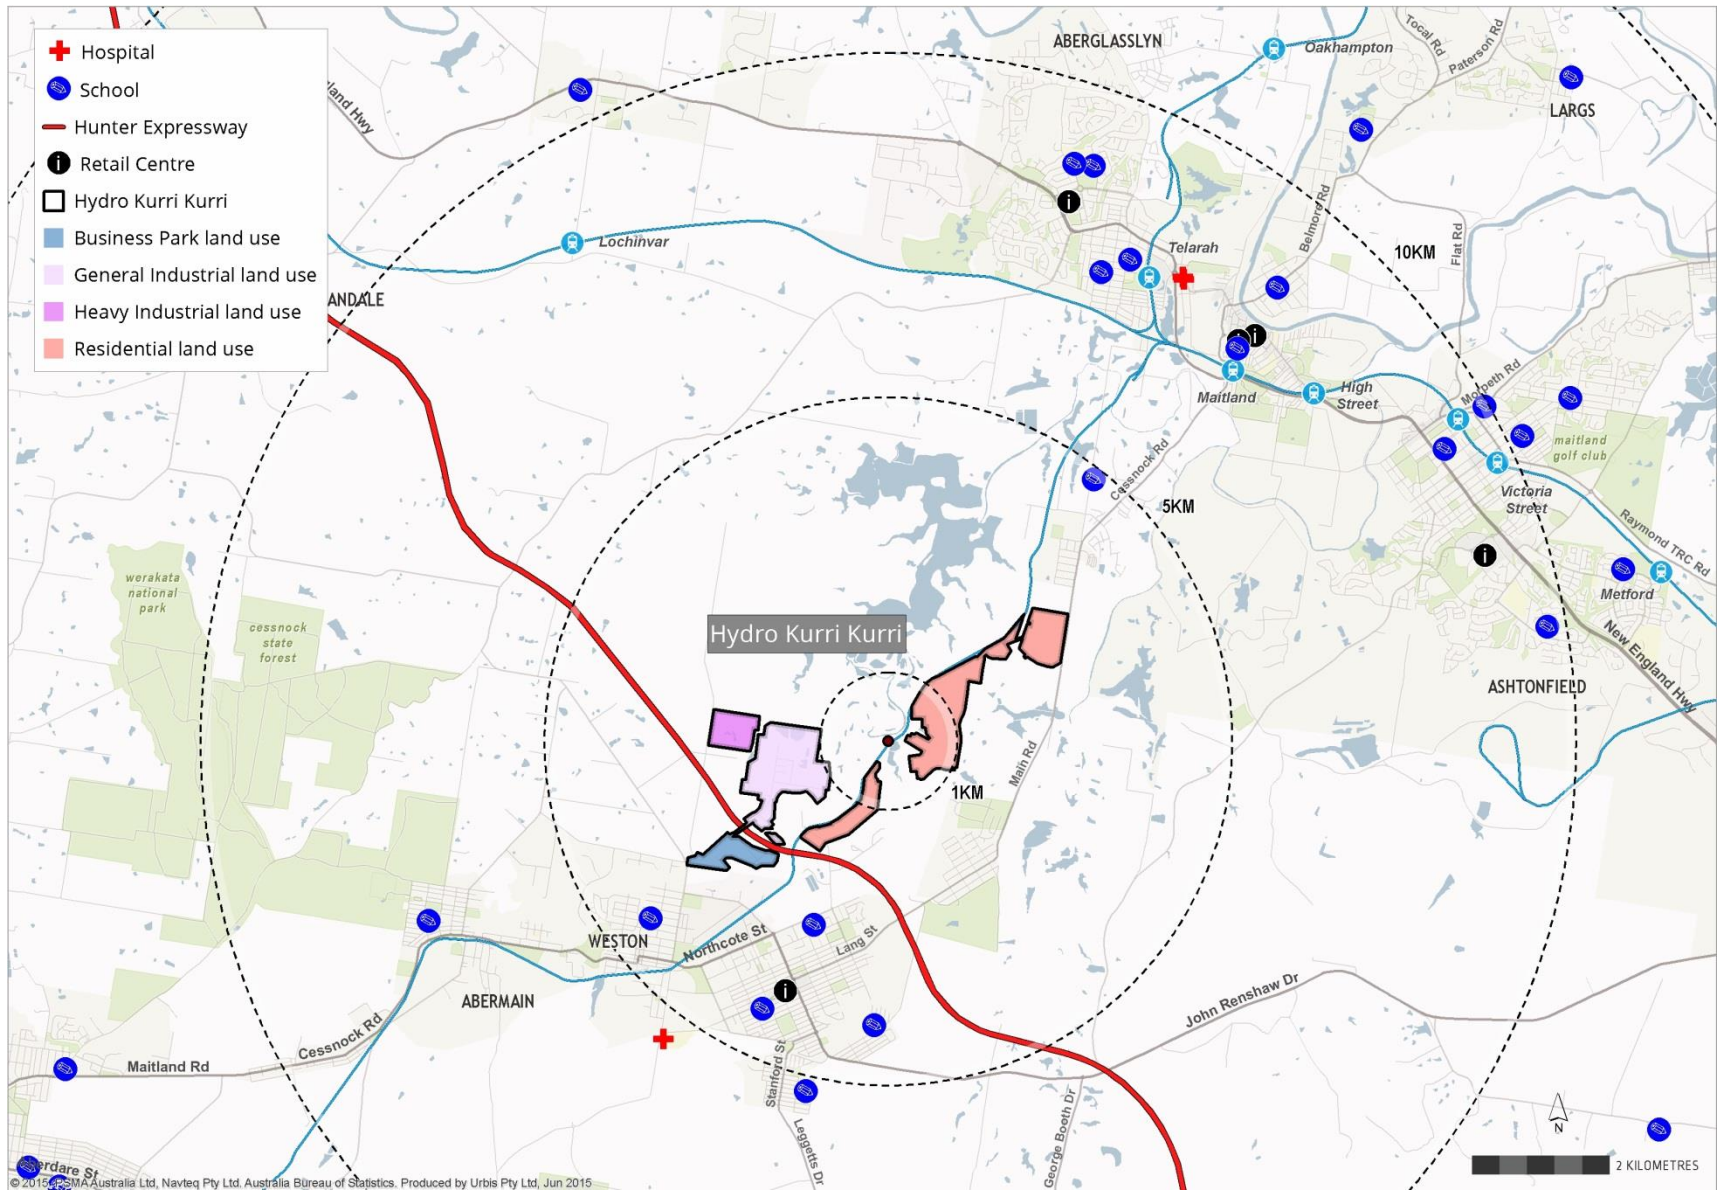 Hospital
School
Hunter Expressway
i Retail Centre
Hydro Kurri Kurri
Business Park land use
General Industrial land use
Heavy Industrial land use
Residential land use
land Hwy
ABERGLASSLYN
Oakhampton
Tocal Rd
Paterson Rd
LARGS
i
Belmore Rd
Lochinvar
Telarah
10KM
Flat Rd
ANDALE
i
Maitland
High
Street
Morpeth Rd
maitland
golf club
Cessnock Rd
5KM
Victoria
Street
Raymond TRC Rd
i
werakata
national
park
Metford
cessnock
state
forest
Hydro Kurri Kurri
New England Hwy
ASHTONFIELD
Main Rd
1KM
WESTON
Northcote St
Lang St
ABERMAIN
i
John Renshaw Dr
Cessnock Rd
Maitland Rd
Stanford St
George Booth Dr
Leggetts Dr
N
erdare St
2 KILOMETRES
© 2015. PSMA Australia Ltd, Navteq Pty Ltd. Australia Bureau of Statistics. Produced by Urbis Pty Ltd, Jun 2015